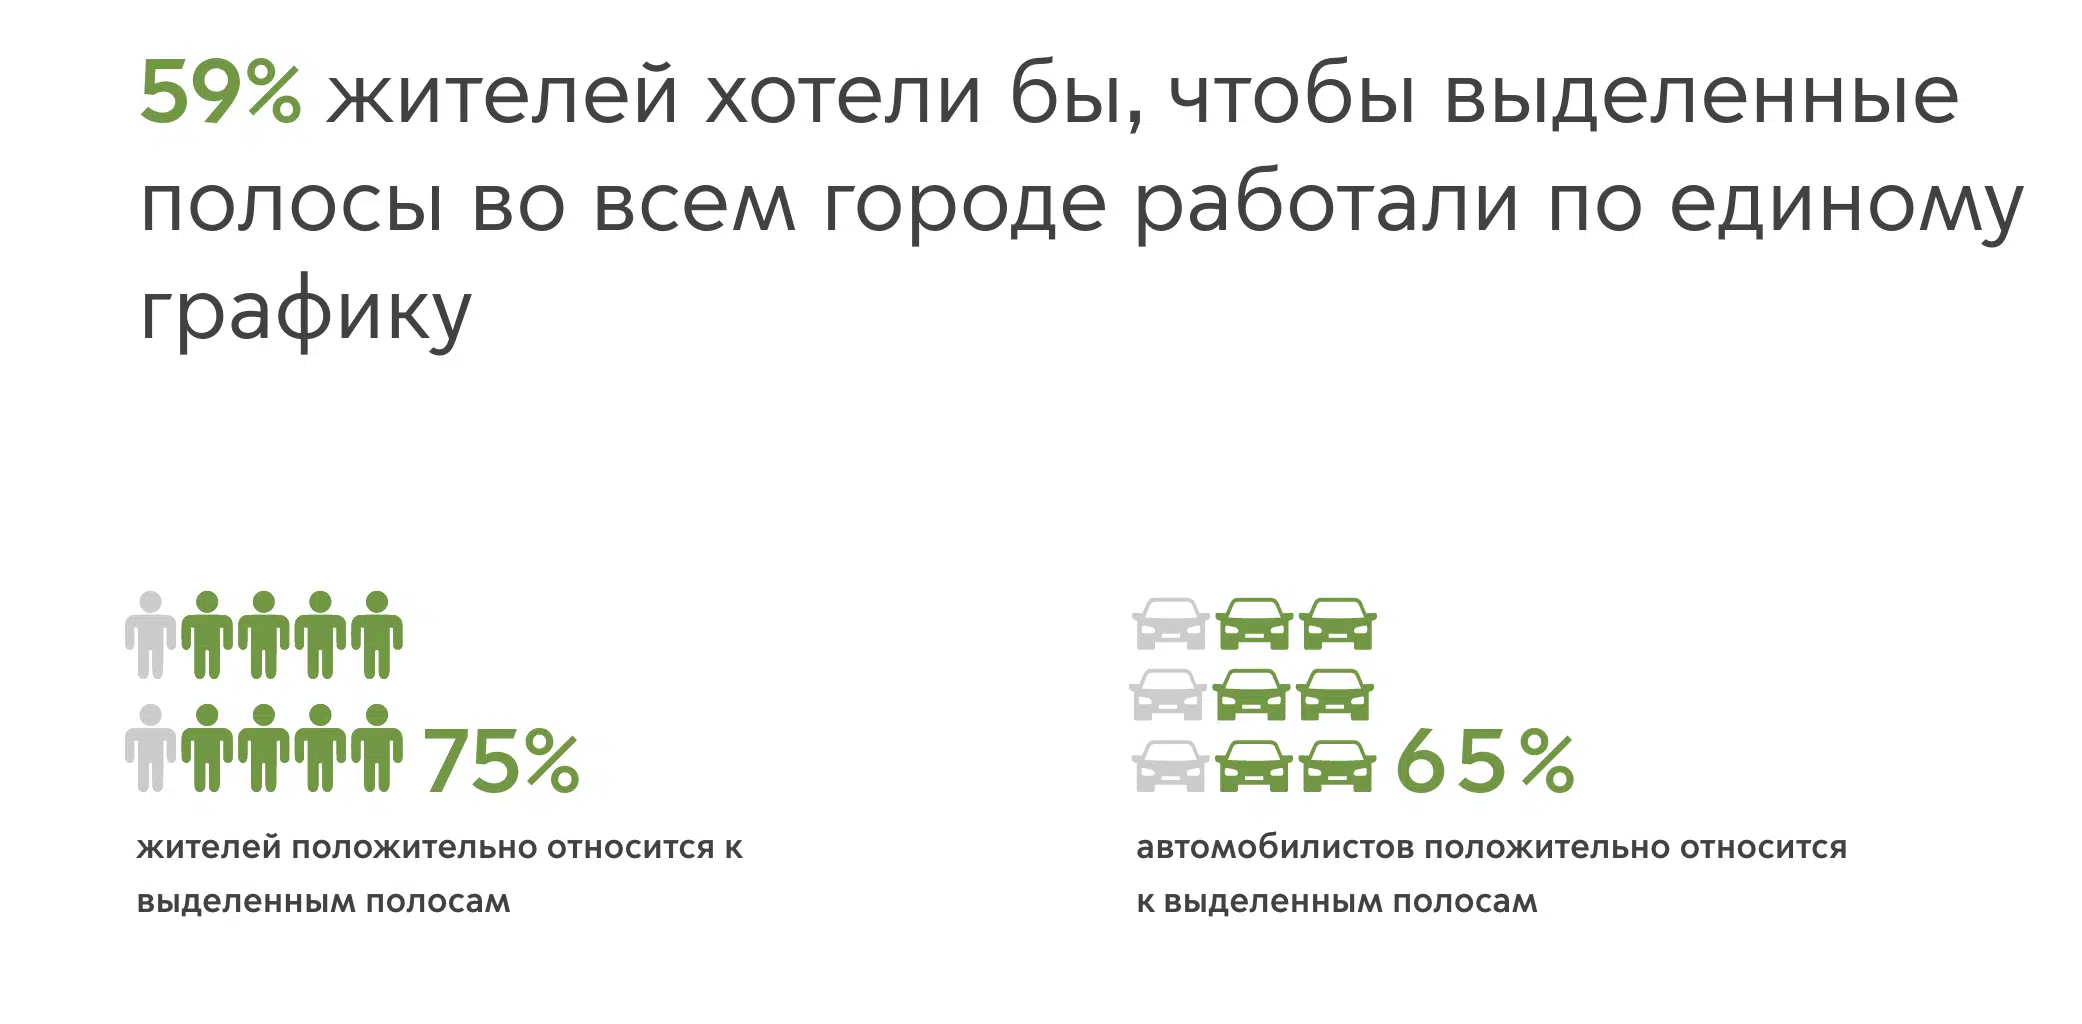 59% жителей хотели бы, чтобы выделенные
полосы во всем городе работали по единому
графику
75%
жителей положительно относится к
выделенным полосам
65%
автомобилистов положительно относится
к выделенным полосам